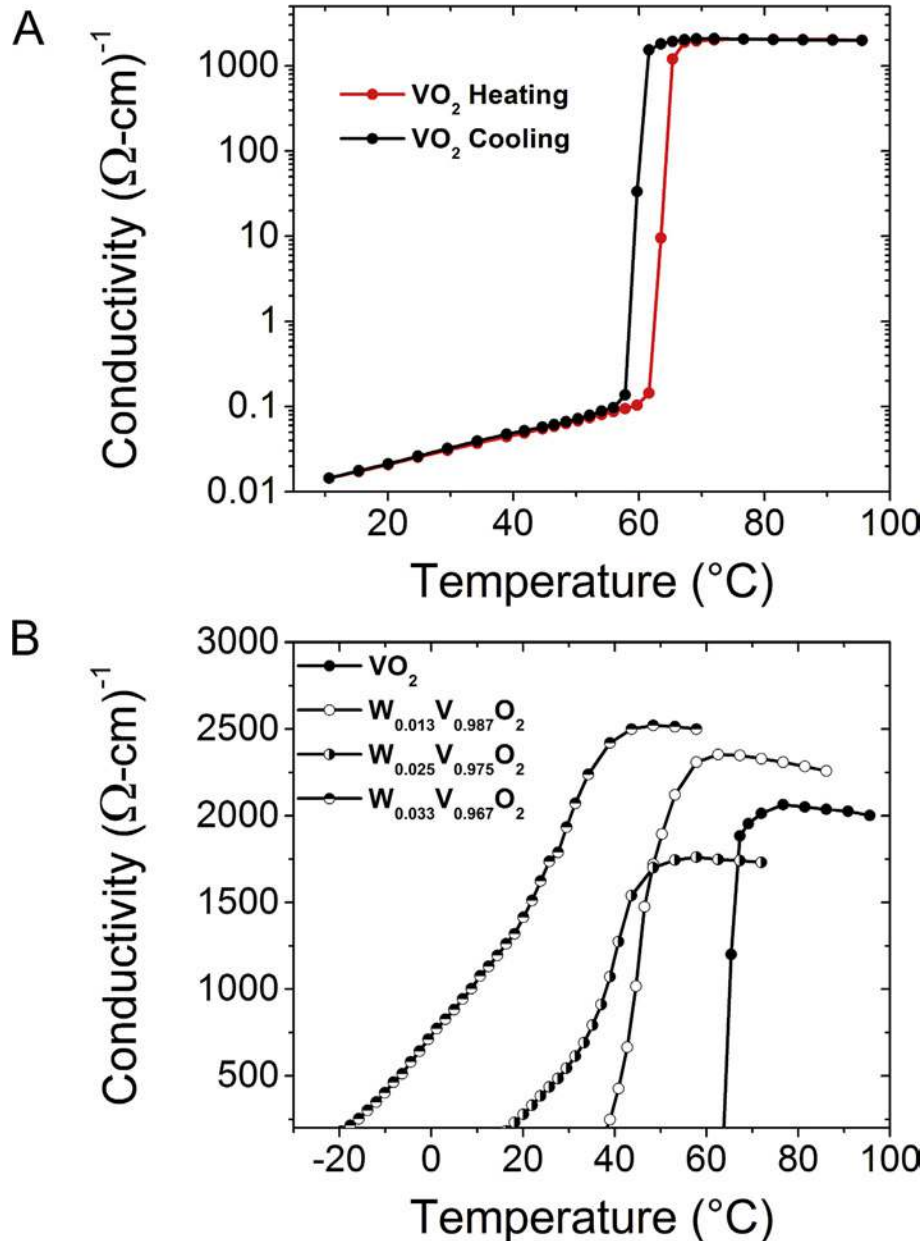 A
1000
100
10
1
0.1
0.01
Conductivity (Ω-cm)⁻¹
VO₂ Heating
VO₂ Cooling
20 40 60 80 100
Temperature (°C)
B
3000
2500
2000
1500
1000
500
Conductivity (Ω-cm)⁻¹
VO₂
W₀.₀₁₃V₀.₉₈₇O₂
W₀.₀₂₅V₀.₉₇₅O₂
W₀.₀₃₃V₀.₉₆₇O₂
-20 0 20 40 60 80 100
Temperature (°C)